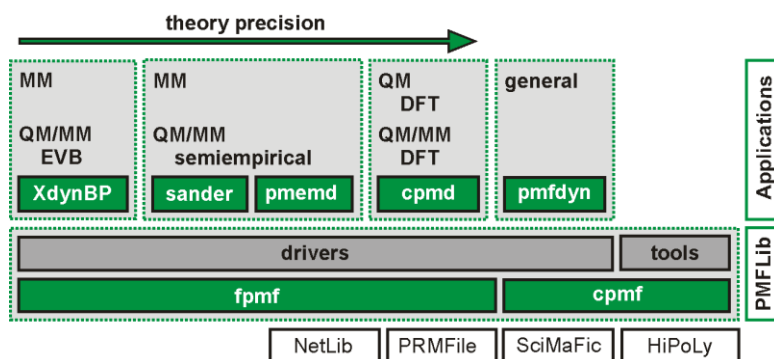 theory precision
MM
QM/MM
EVB
XdynBP
MM
QM/MM
semiempirical
sander
pmemd
QM
DFT
QM/MM
DFT
cpmd
general
pmfdyn
Applications
drivers
tools
fpmf
cpmf
PMFLib
NetLib
PRMFile
SciMaFic
HiPoLy